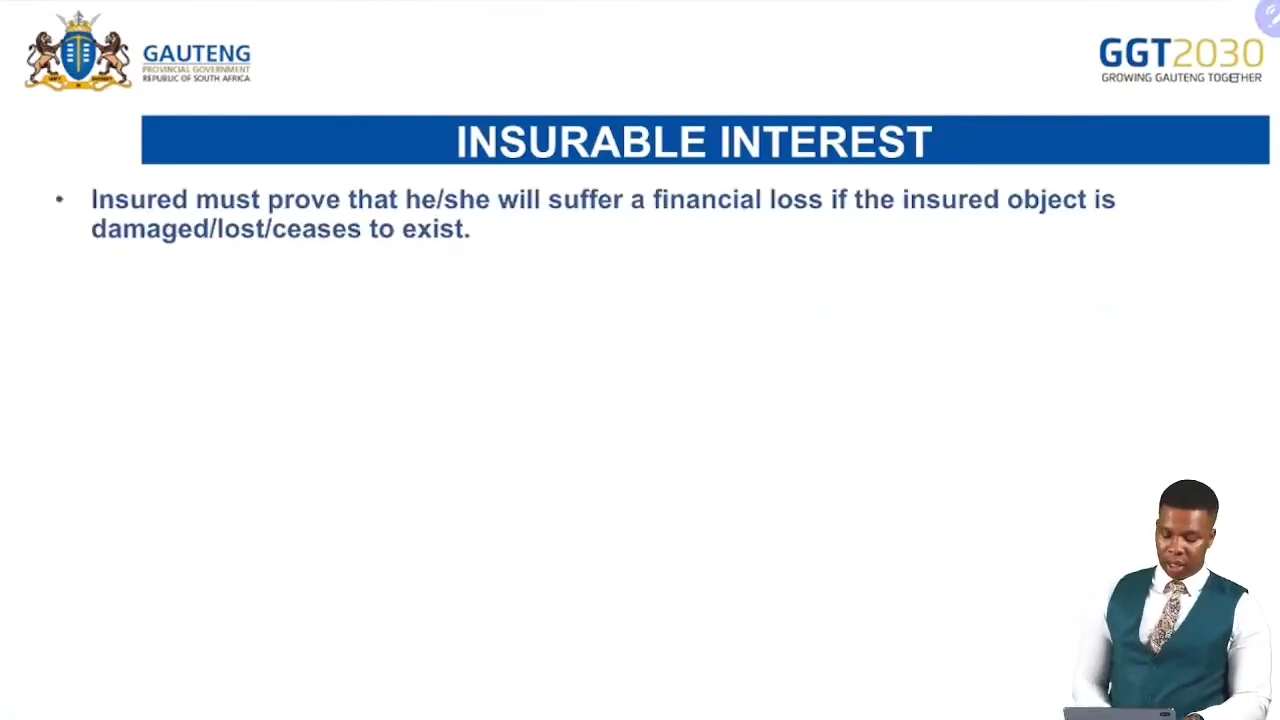 GAUTENG
PROVINCIAL GOVERNMENT
REPUBLIC OF SOUTH AFRICA
GGT2030
GROWING GAUTENG TOGETHER
INSURABLE INTEREST
• Insured must prove that he/she will suffer a financial loss if the insured object is
damaged/lost/ceases to exist.